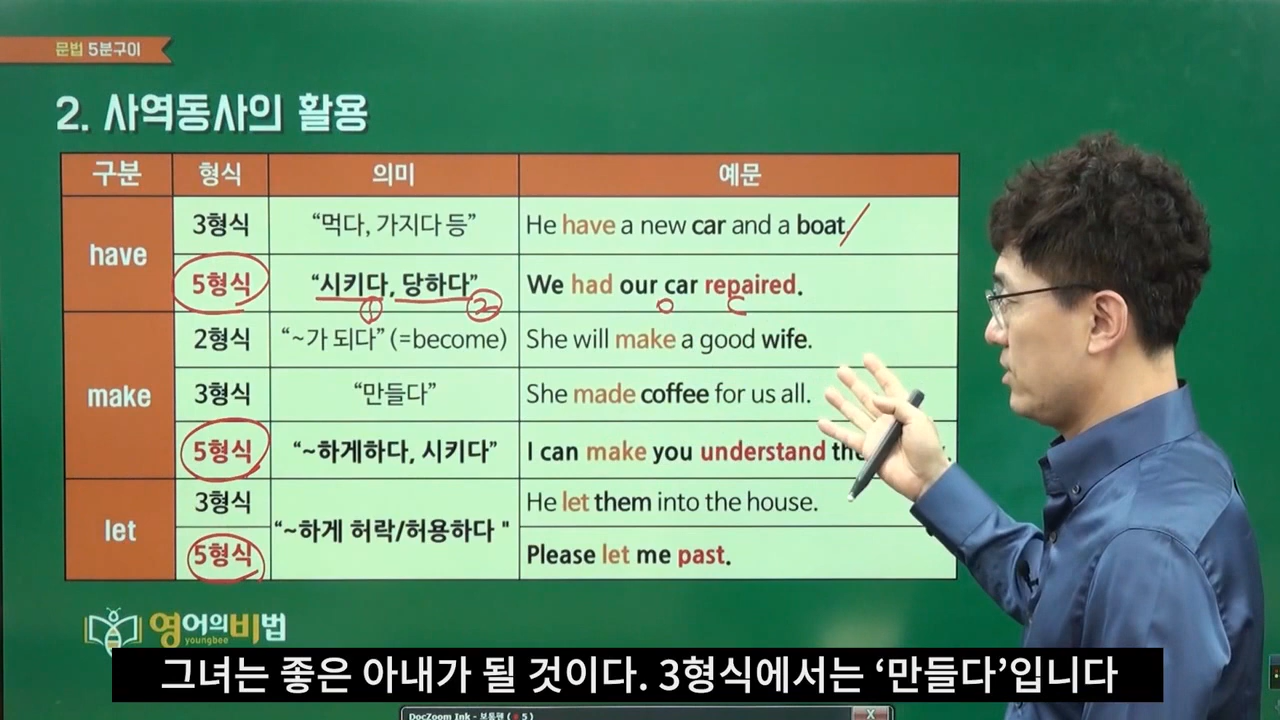 문법 5분구이
2. 사역동사의 활용
구분 형식 의미 예문
have 3형식 “먹다, 가지다 등” He have a new car and a boat.
5형식 “시키다, 당하다” We had our car repaired.
① ② O C
make 2형식 “~가 되다” (=become) She will make a good wife.
3형식 “만들다” She made coffee for us all.
5형식 “~하게하다, 시키다” I can make you understand
let 3형식 “~하게 허락/허용하다 " He let them into the house.
5형식 Please let me past.
영어의비법
youngbee
그녀는 좋은 아내가 될 것이다. 3형식에서는 ‘만들다’입니다
DocZoom Ink - 보통펜 ( 5 ) X